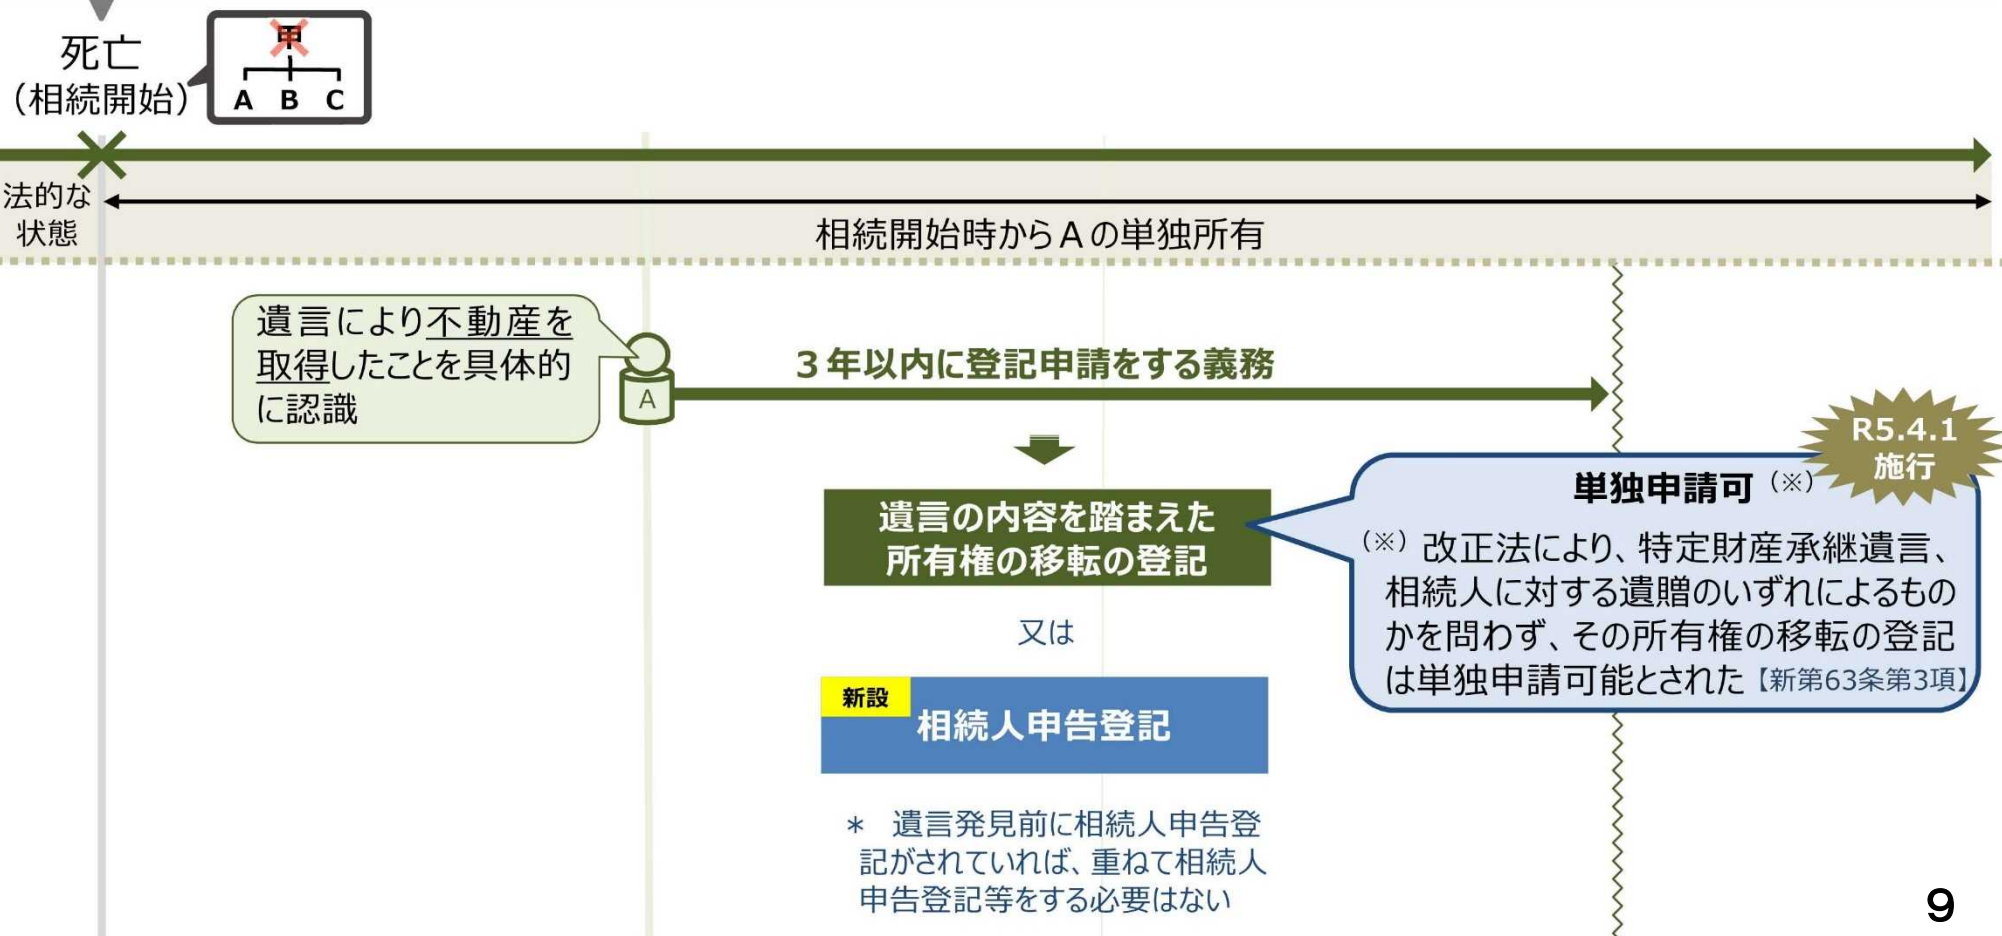 死亡
（相続開始）
甲
A B C
法的な
状態
相続開始時からAの単独所有
遺言により不動産を
取得したことを具体的
に認識
A
３年以内に登記申請をする義務
R5.4.1
施行
遺言の内容を踏まえた
所有権の移転の登記
単独申請可（※）
（※）改正法により、特定財産承継遺言、
相続人に対する遺贈のいずれによるもの
かを問わず、その所有権の移転の登記
は単独申請可能とされた【新第63条第3項】
又は
新設
相続人申告登記
＊　遺言発見前に相続人申告登
記がされていれば、重ねて相続人
申告登記等をする必要はない
9